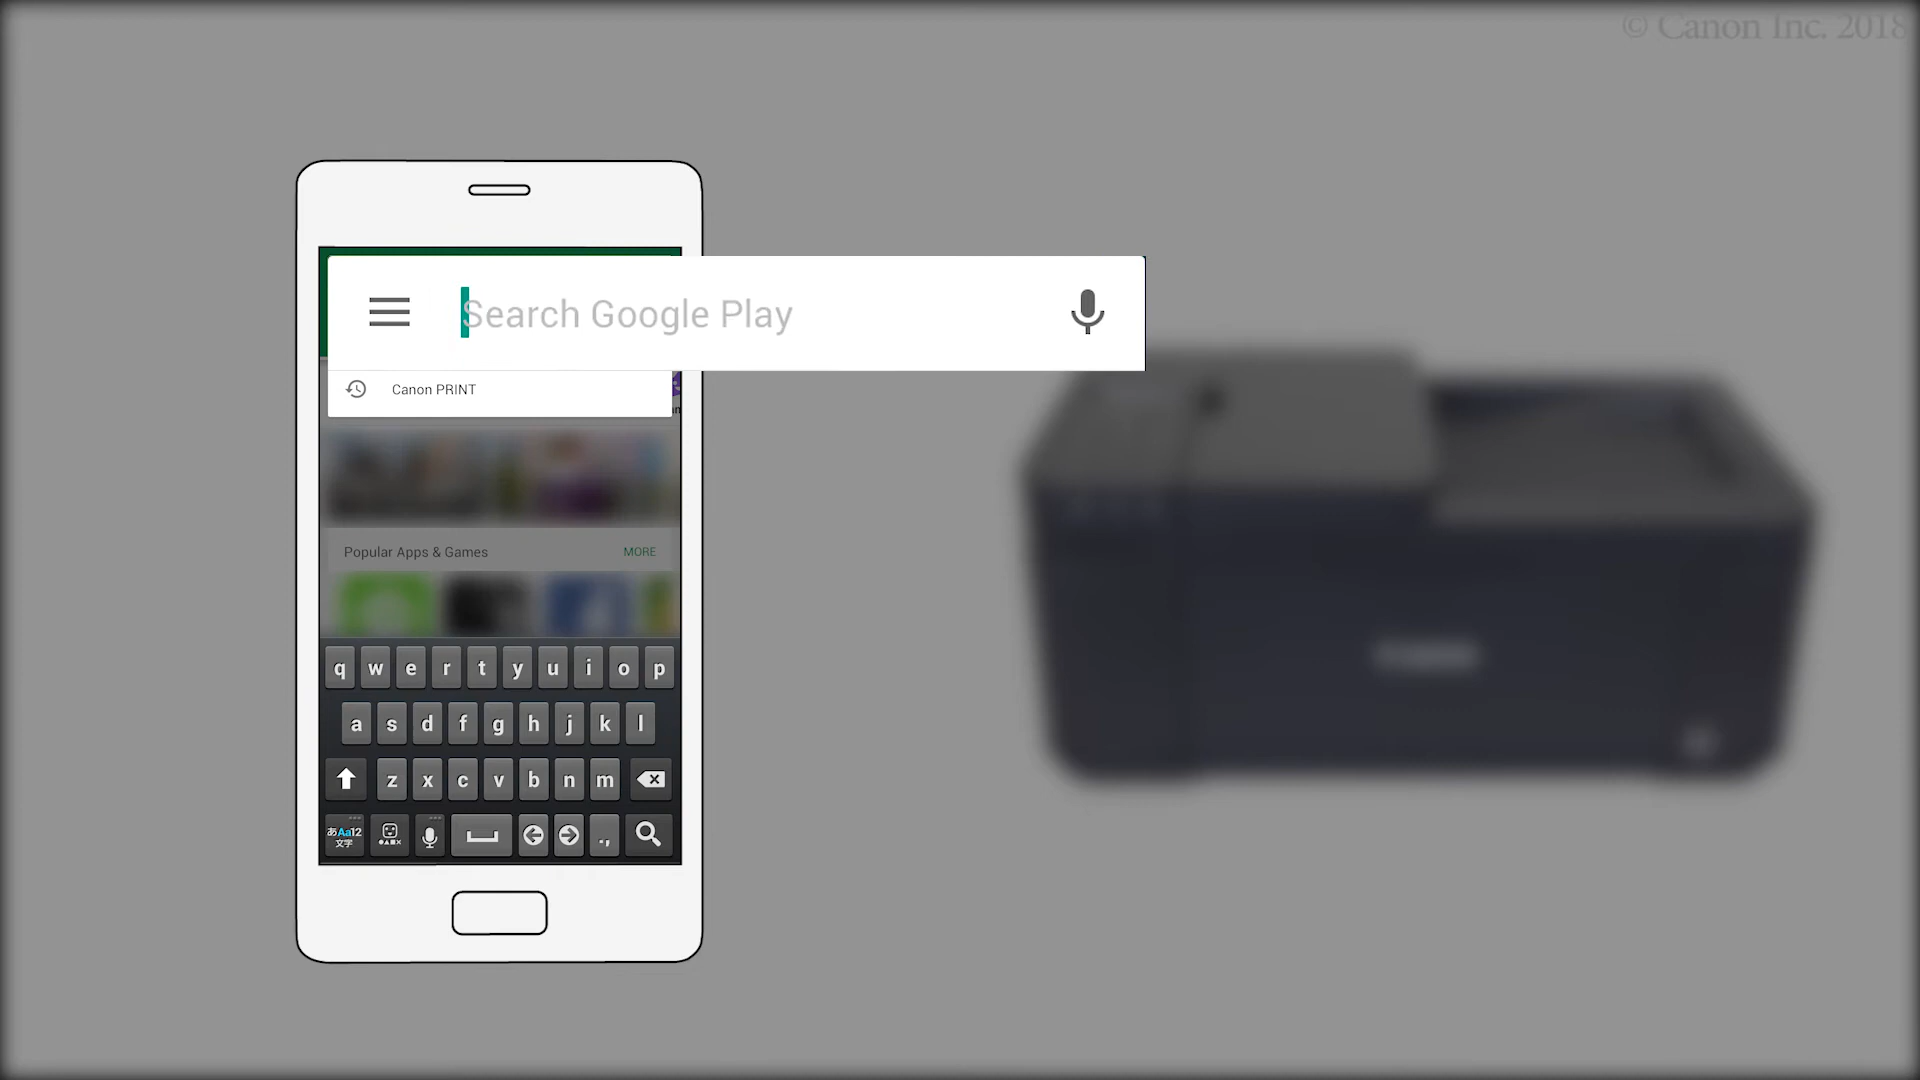 © Canon Inc. 2018
Search Google Play
Canon PRINT
Popular Apps & Games
MORE
q w e r t y u i o p
a s d f g h j k l
z x c v b n m
あAa12
文字
.,